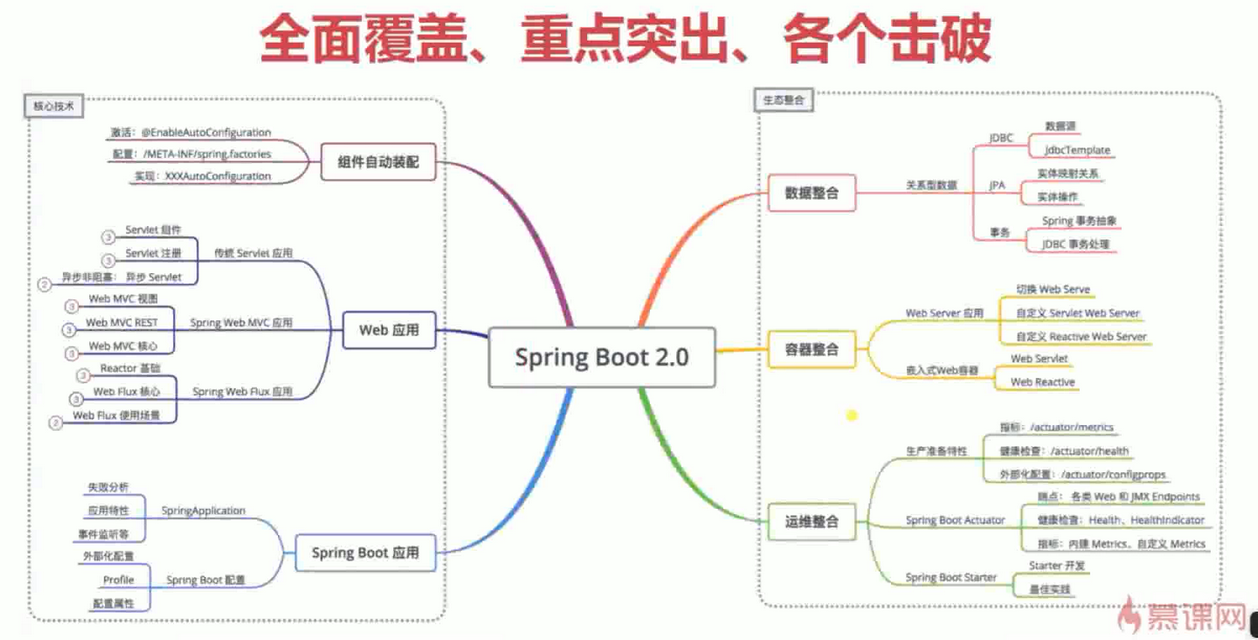 全面覆盖、重点突出、各个击破
核心技术
激活：@EnableAutoConfiguration
配置：/META-INF/spring.factories
实现：XXXAutoConfiguration
组件自动装配
Servlet 组件
3
Servlet 注册
3
异步非阻塞： 异步 Servlet
2
传统 Servlet 应用
Web MVC 视图
3
Web MVC REST
3
Web MVC 核心
3
Spring Web MVC 应用
Reactor 基础
3
Web Flux 核心
3
Web Flux 使用场景
2
Spring Web Flux 应用
Web 应用
失败分析
应用特性
事件监听等
SpringApplication
外部化配置
Profile
配置属性
Spring Boot 配置
Spring Boot 应用
Spring Boot 2.0
生态整合
数据整合
关系型数据
JDBC
数据源
JdbcTemplate
JPA
实体映射关系
实体操作
事务
Spring 事务抽象
JDBC 事务处理
容器整合
Web Server 应用
切换 Web Serve
自定义 Servlet Web Server
自定义 Reactive Web Server
嵌入式Web容器
Web Servlet
Web Reactive
运维整合
生产准备特性
指标：/actuator/metrics
健康检查：/actuator/health
外部化配置：/actuator/configprops
Spring Boot Actuator
端点： 各类 Web 和 JMX Endpoints
健康检查：Health、HealthIndicator
指标：内建 Metrics、自定义 Metrics
Spring Boot Starter
Starter 开发
最佳实践
慕课网